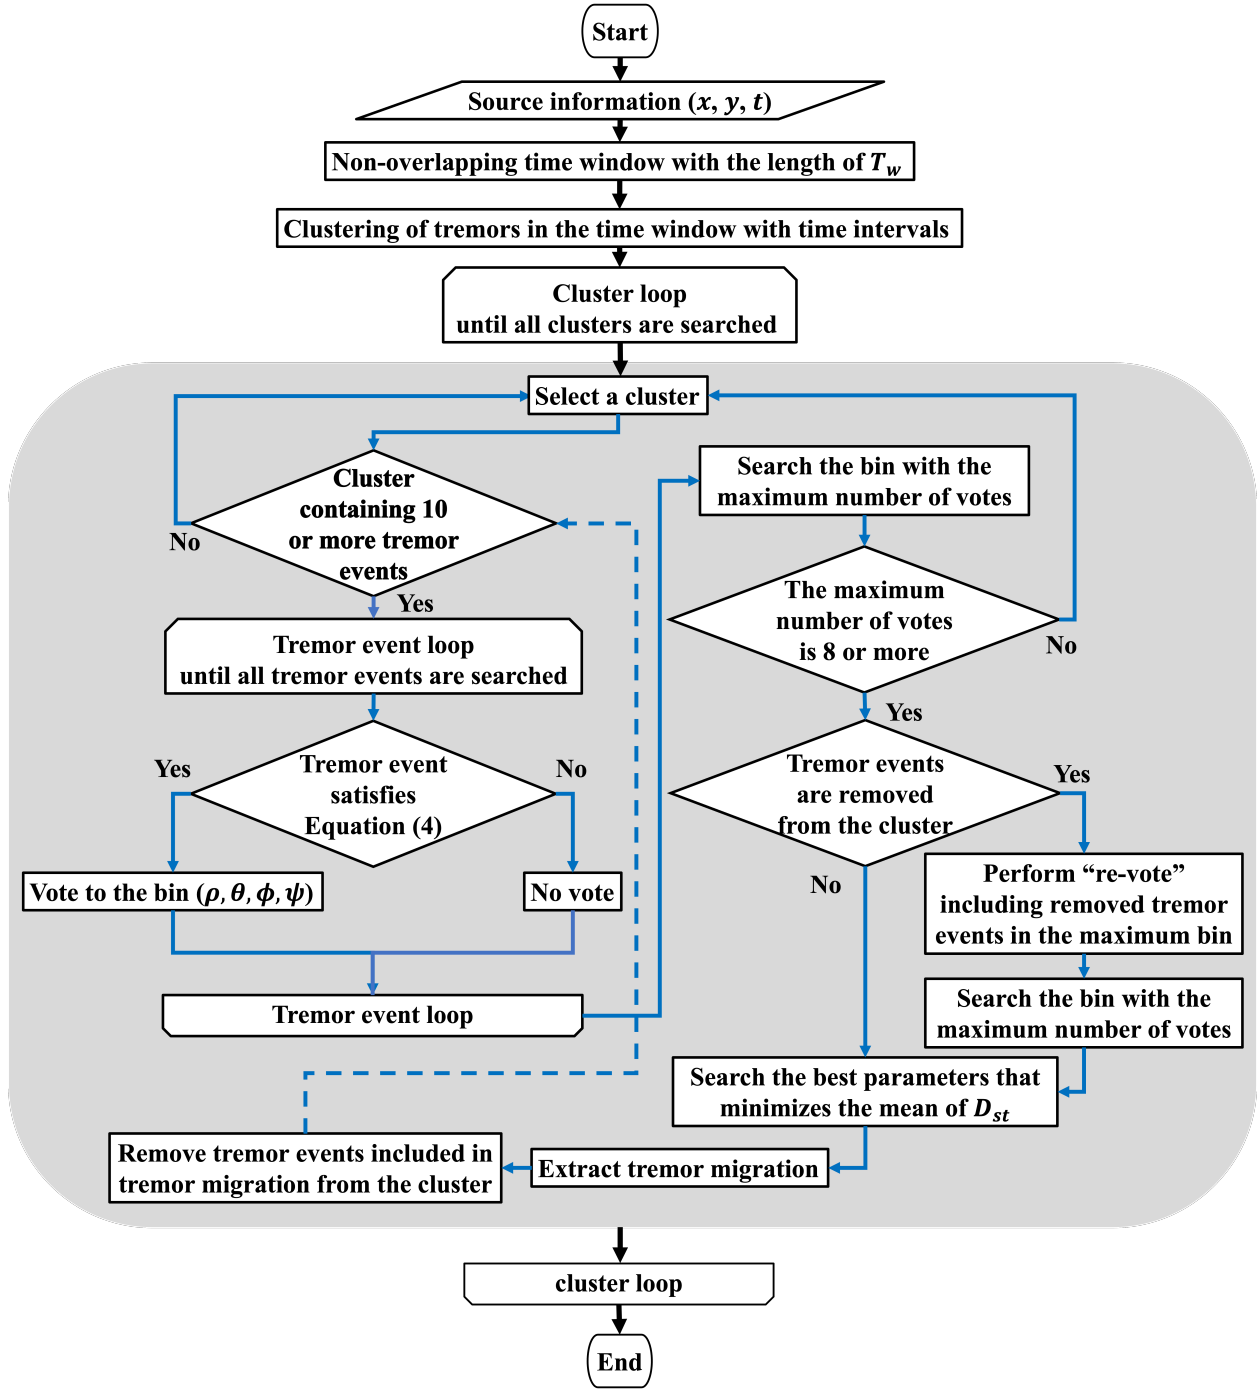 Start
Source information (x, y, t)
Non-overlapping time window with the length of T_w
Clustering of tremors in the time window with time intervals
Cluster loop
until all clusters are searched
Select a cluster
Cluster
containing 10
or more tremor
events
No
Yes
Tremor event loop
until all tremor events are searched
Tremor event
satisfies
Equation (4)
Yes
No
Vote to the bin (ρ, θ, ϕ, ψ)
No vote
Tremor event loop
Search the bin with the
maximum number of votes
The maximum
number of votes
is 8 or more
No
Yes
Tremor events
are removed
from the cluster
Yes
No
Perform “re-vote”
including removed tremor
events in the maximum bin
Search the bin with the
maximum number of votes
Search the best parameters that
minimizes the mean of D_st
Extract tremor migration
Remove tremor events included in
tremor migration from the cluster
cluster loop
End